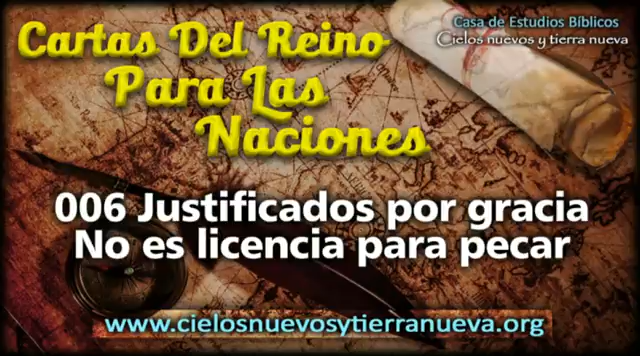 Casa de Estudios Bíblicos
Cielos nuevos y tierra nueva
Cartas Del Reino
Para Las
Naciones
006 Justificados por gracia
No es licencia para pecar
www.cielosnuevosytierranueva.org